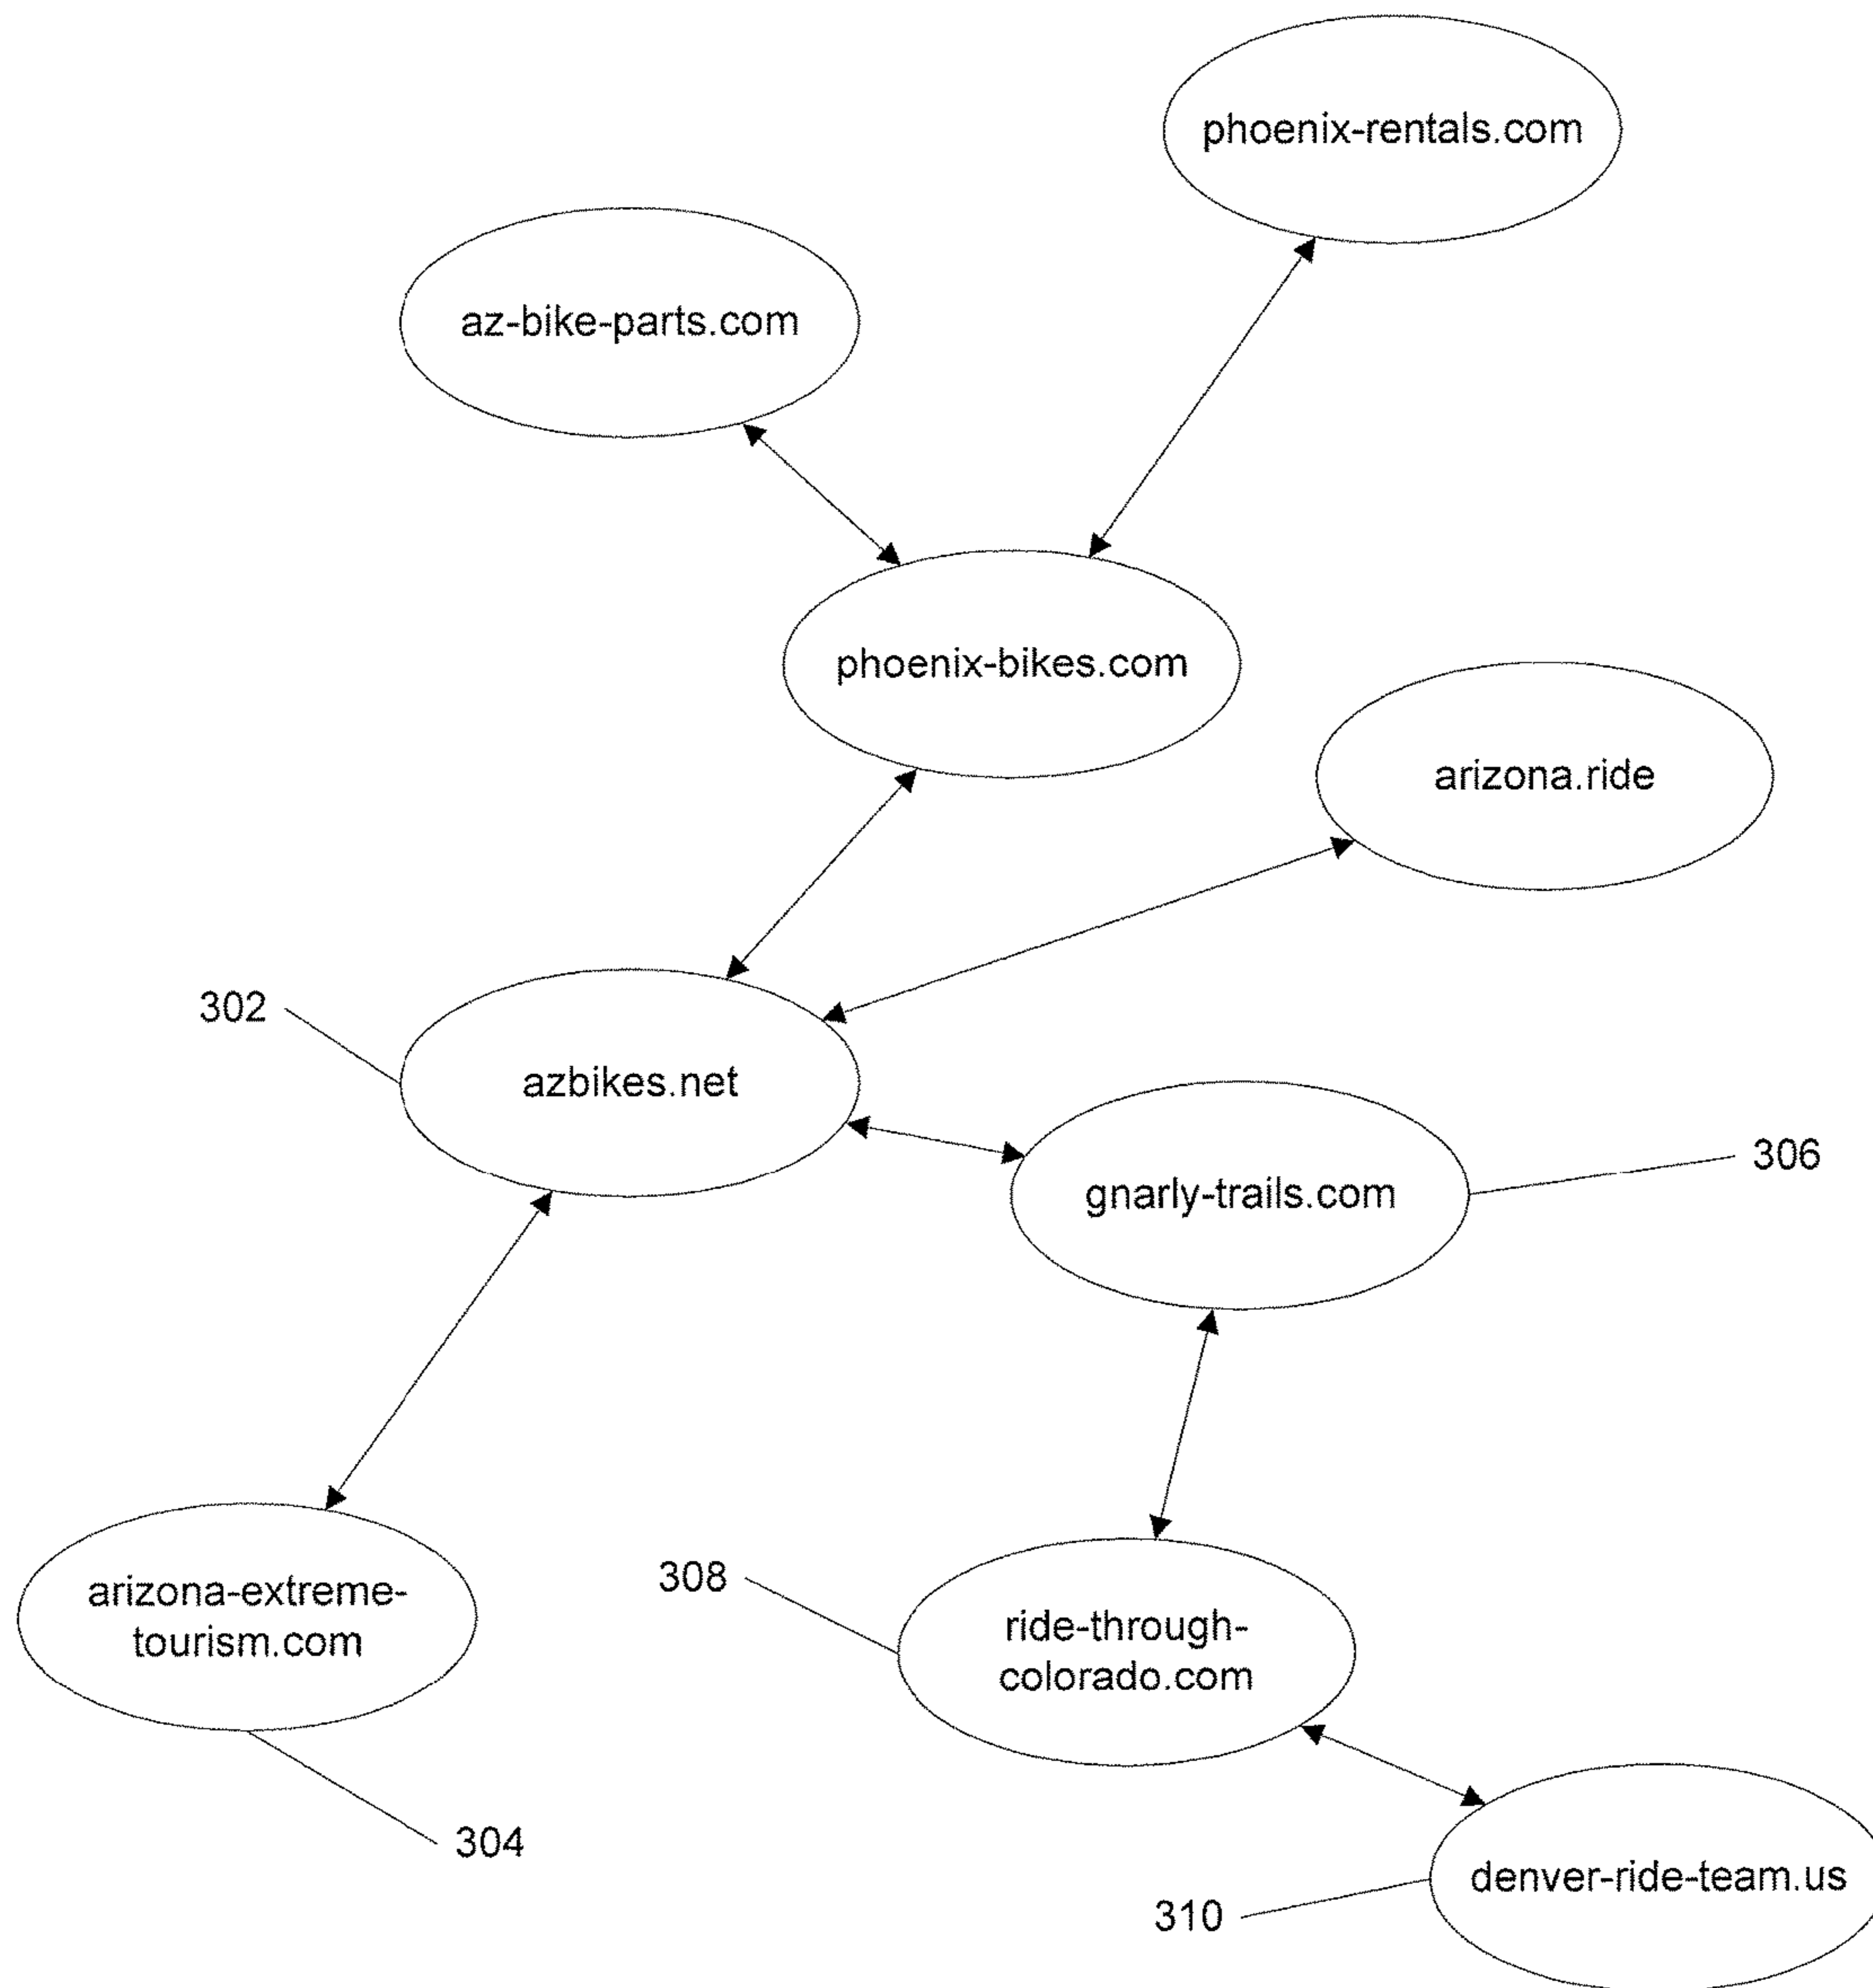 phoenix-rentals.com
az-bike-parts.com
phoenix-bikes.com
arizona.ride
302
azbikes.net
306
gnarly-trails.com
308
arizona-extreme-
tourism.com
ride-through-
colorado.com
304
denver-ride-team.us
310